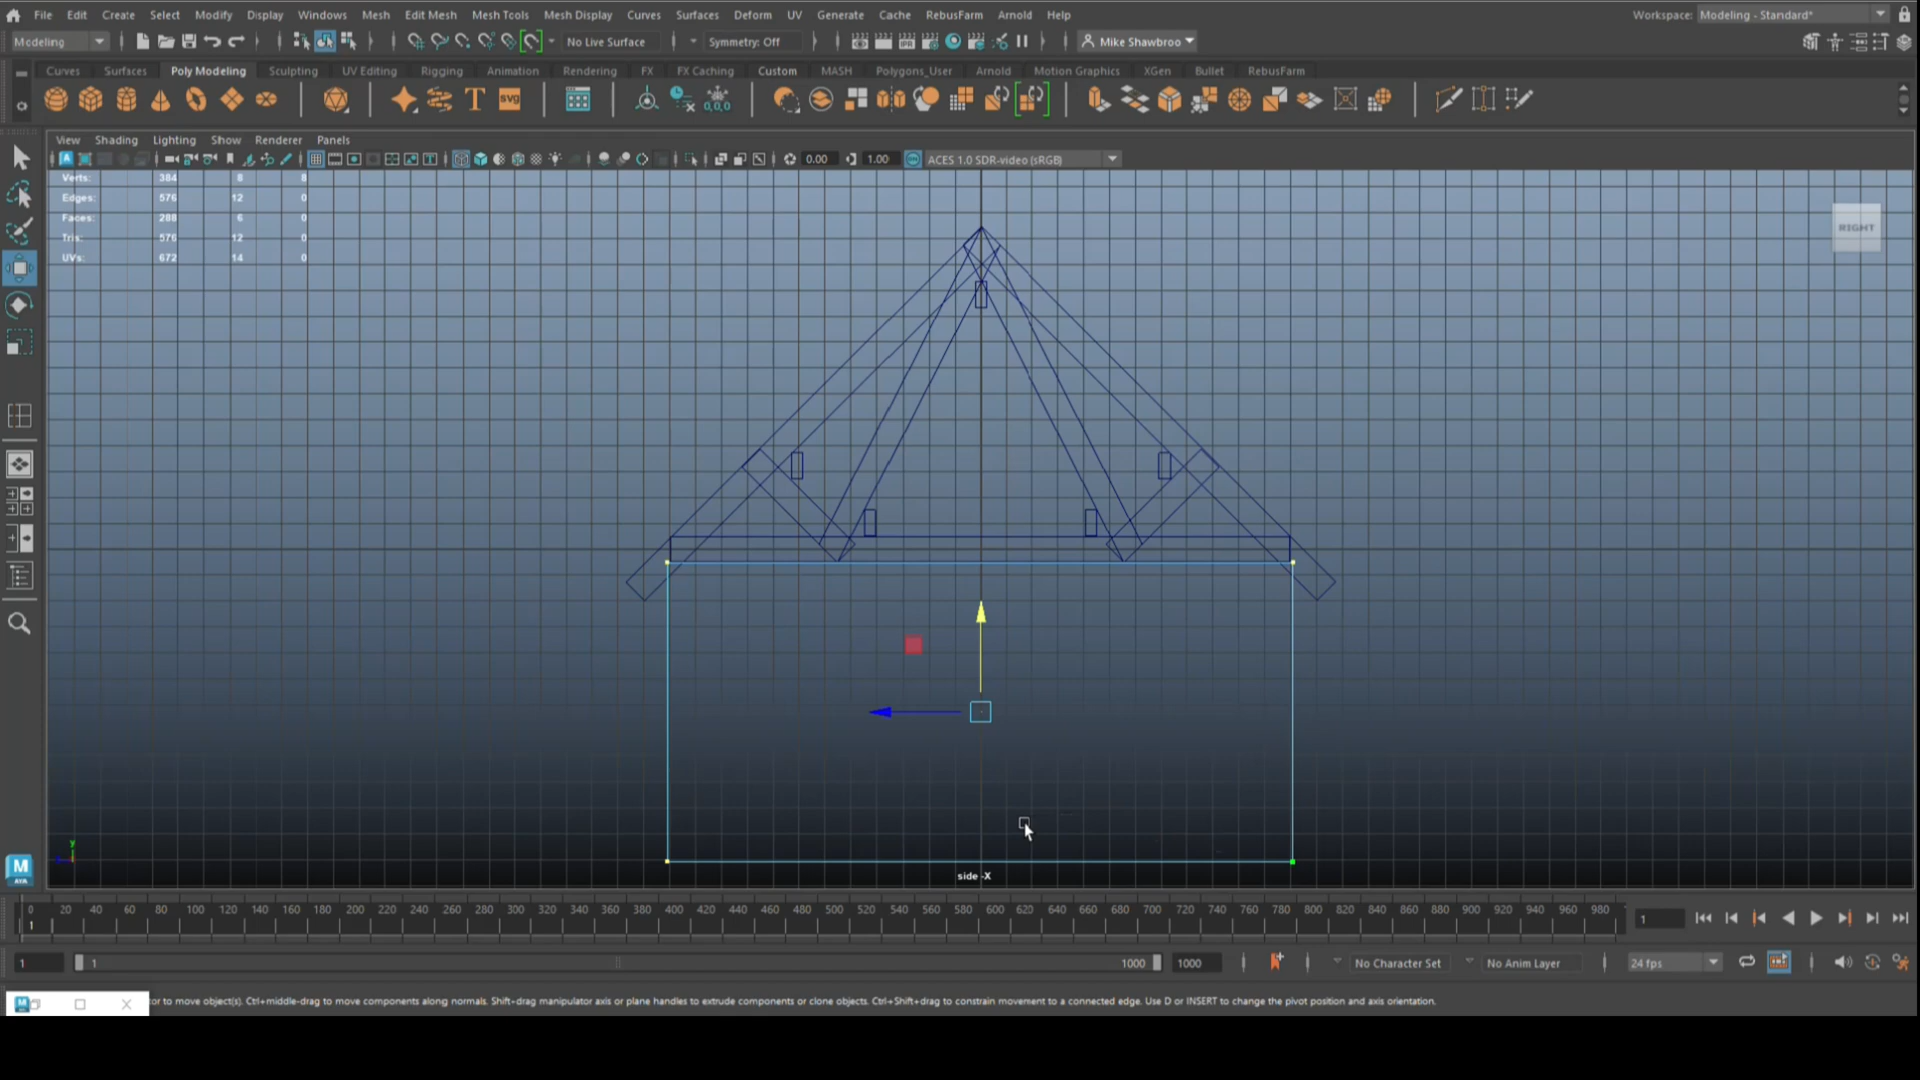 File Edit Create Select Modify Display Windows Mesh Edit Mesh Mesh Tools Mesh Display Curves Surfaces Deform UV Generate Cache RebusFarm Arnold Help Workspace: Modeling - Standard*
Modeling No Live Surface Symmetry: Off Mike Shawbroo
Curves Surfaces Poly Modeling Sculpting UV Editing Rigging Animation Rendering FX FX Caching Custom MASH Polygons_User Arnold Motion Graphics XGen Bullet RebusFarm
T SVG 0,0,0
View Shading Lighting Show Renderer Panels
0.00 1.00 ACES 1.0 SDR-video (sRGB)
Verts: 384 8 8
Edges: 576 12 0
Faces: 288 6 0
Tris: 576 12 0
UVs: 672 14 0
RIGHT
y
side -X
M
0 20 40 60 80 100 120 140 160 180 200 220 240 260 280 300 320 340 360 380 400 420 440 460 480 500 520 540 560 580 600 620 640 660 680 700 720 740 760 780 800 820 840 860 880 900 920 940 960 980
1 1
1 1 1000 1000 No Character Set No Anim Layer 24 fps
or to move object(s). Ctrl+middle-drag to move components along normals. Shift+drag manipulator axis or plane handles to extrude components or clone objects. Ctrl+Shift+drag to constrain movement to a connected edge. Use D or INSERT to change the pivot position and axis orientation.